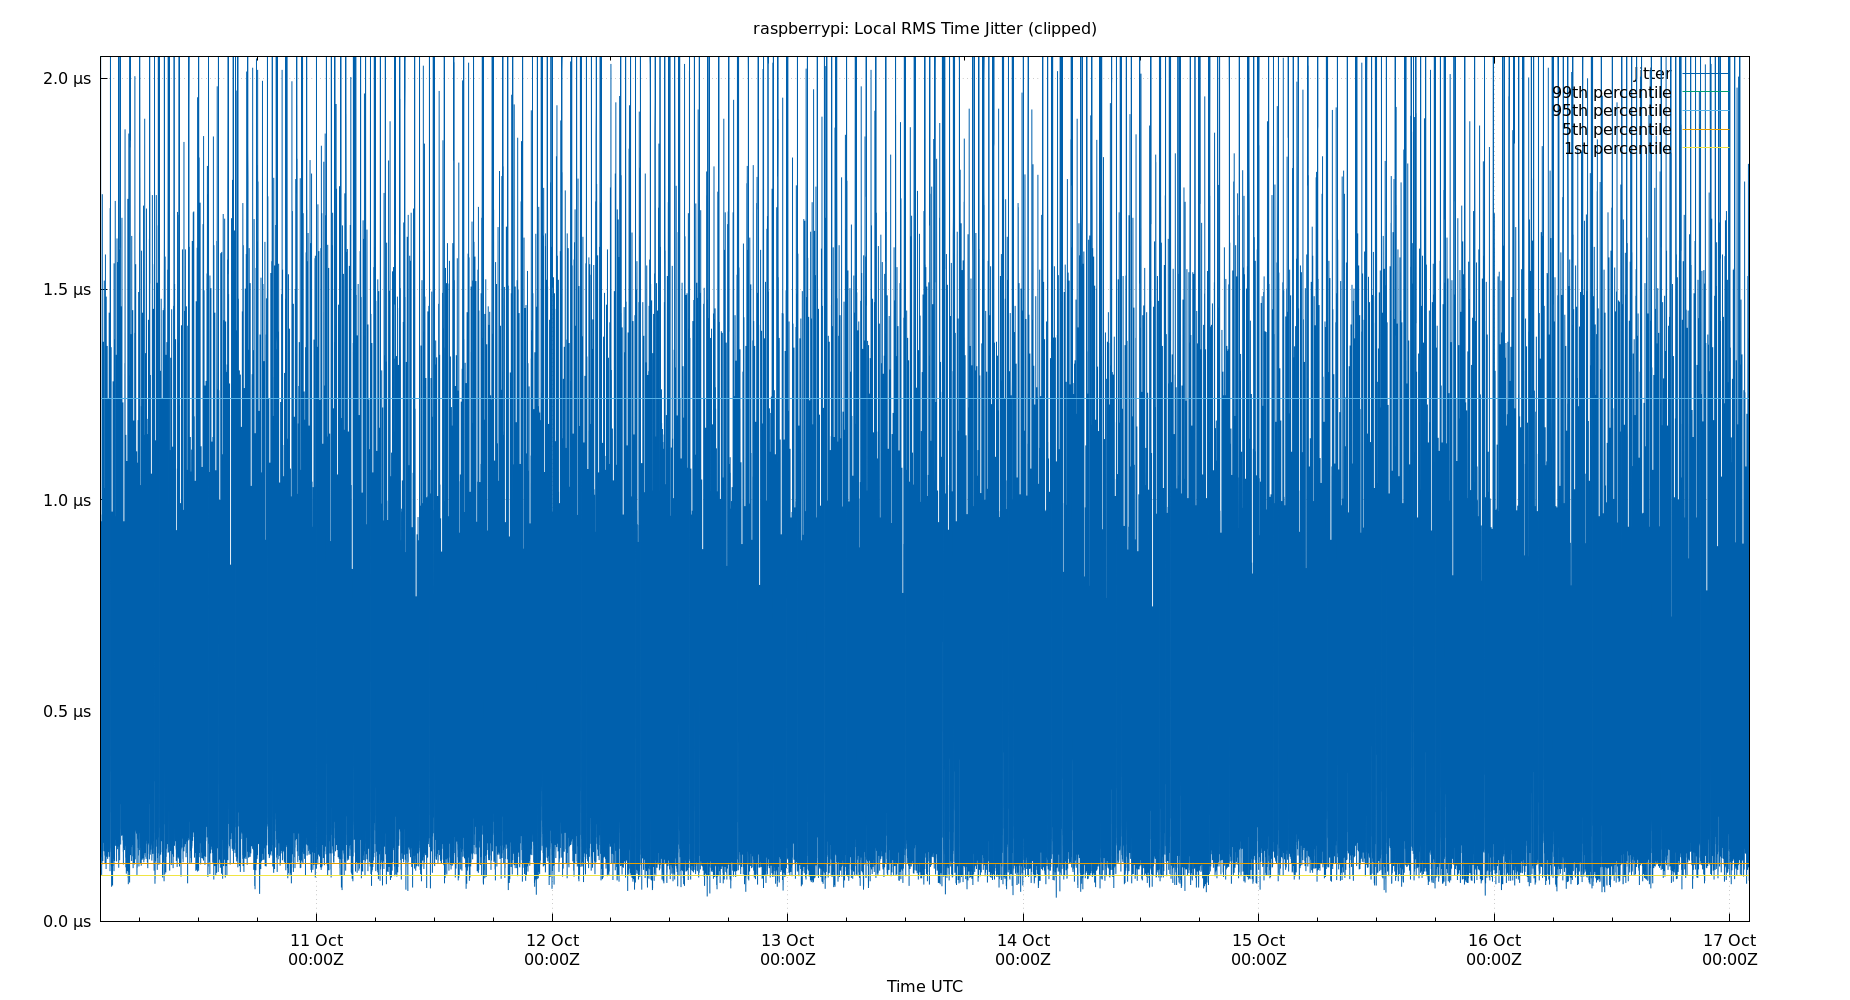 raspberrypi: Local RMS Time Jitter (clipped)
2.0 µs
1.5 µs
1.0 µs
0.5 µs
0.0 µs
jitter
99th percentile
95th percentile
5th percentile
1st percentile
11 Oct
00:00Z
12 Oct
00:00Z
13 Oct
00:00Z
14 Oct
00:00Z
15 Oct
00:00Z
16 Oct
00:00Z
17 Oct
00:00Z
Time UTC